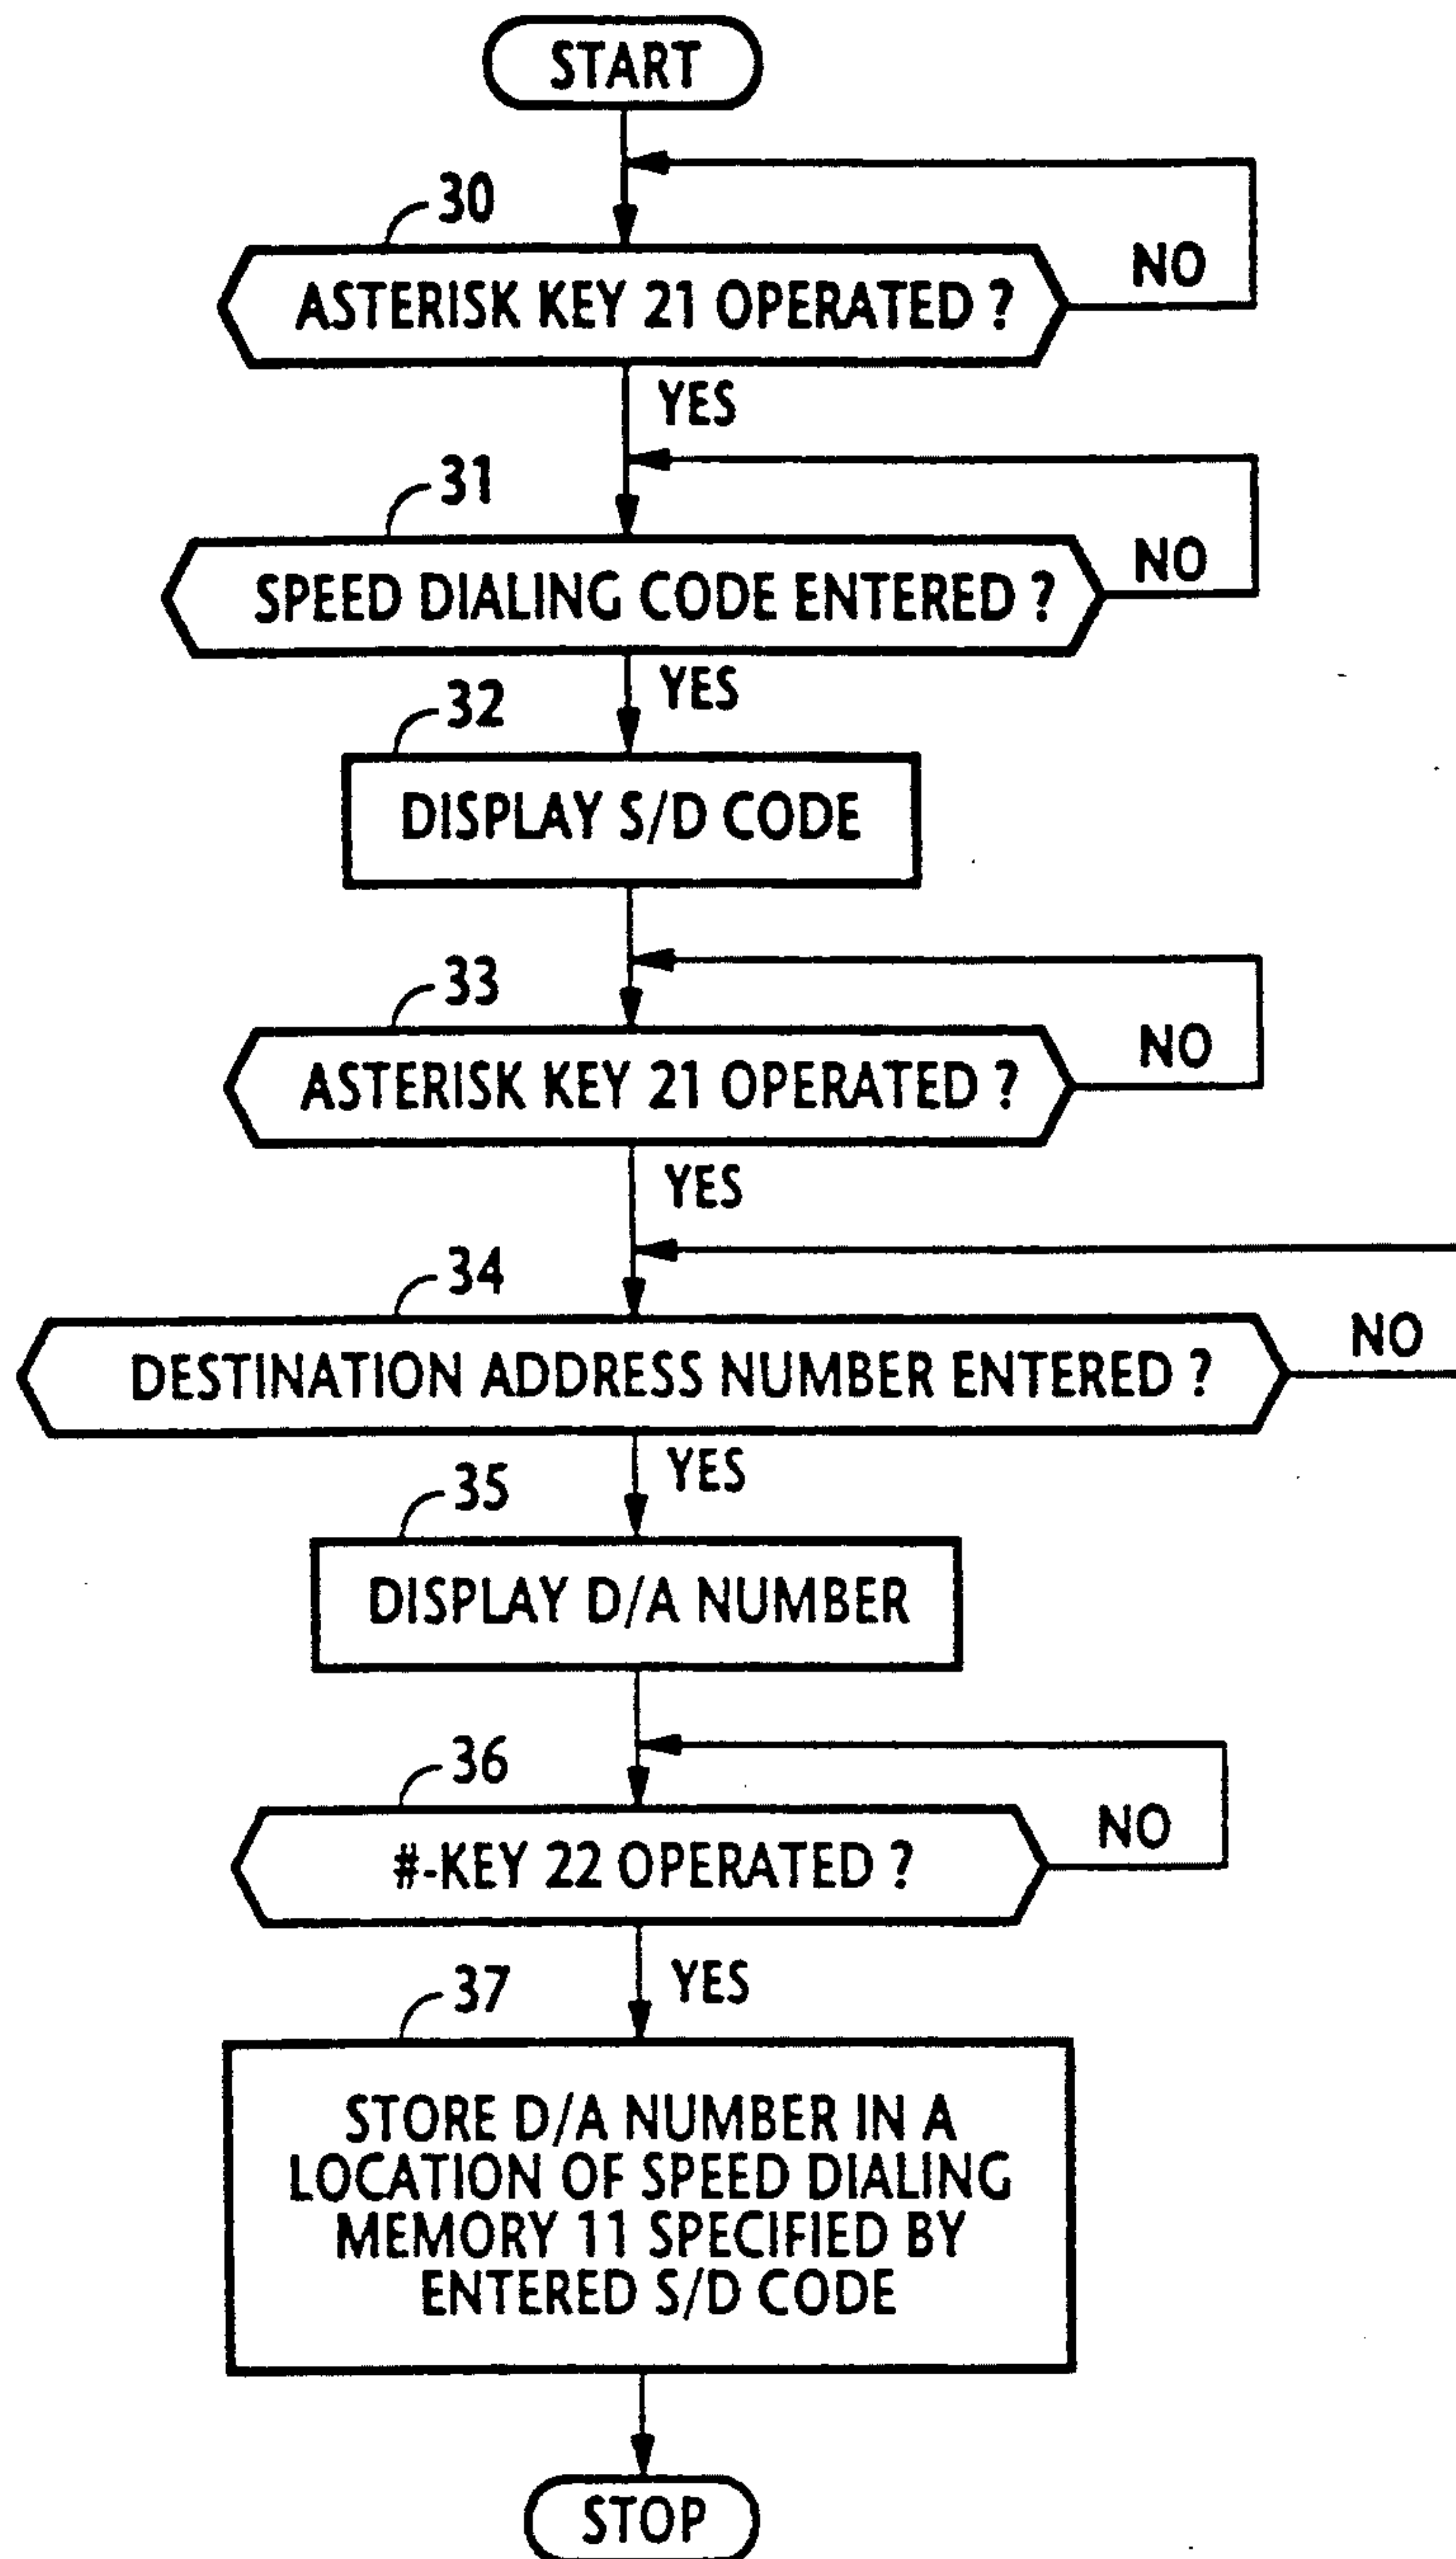 START
30
ASTERISK KEY 21 OPERATED ?
NO
YES
31
SPEED DIALING CODE ENTERED ?
NO
YES
32
DISPLAY S/D CODE
33
ASTERISK KEY 21 OPERATED ?
NO
YES
34
DESTINATION ADDRESS NUMBER ENTERED ?
NO
YES
35
DISPLAY D/A NUMBER
36
#-KEY 22 OPERATED ?
NO
YES
37
STORE D/A NUMBER IN A
LOCATION OF SPEED DIALING
MEMORY 11 SPECIFIED BY
ENTERED S/D CODE
STOP